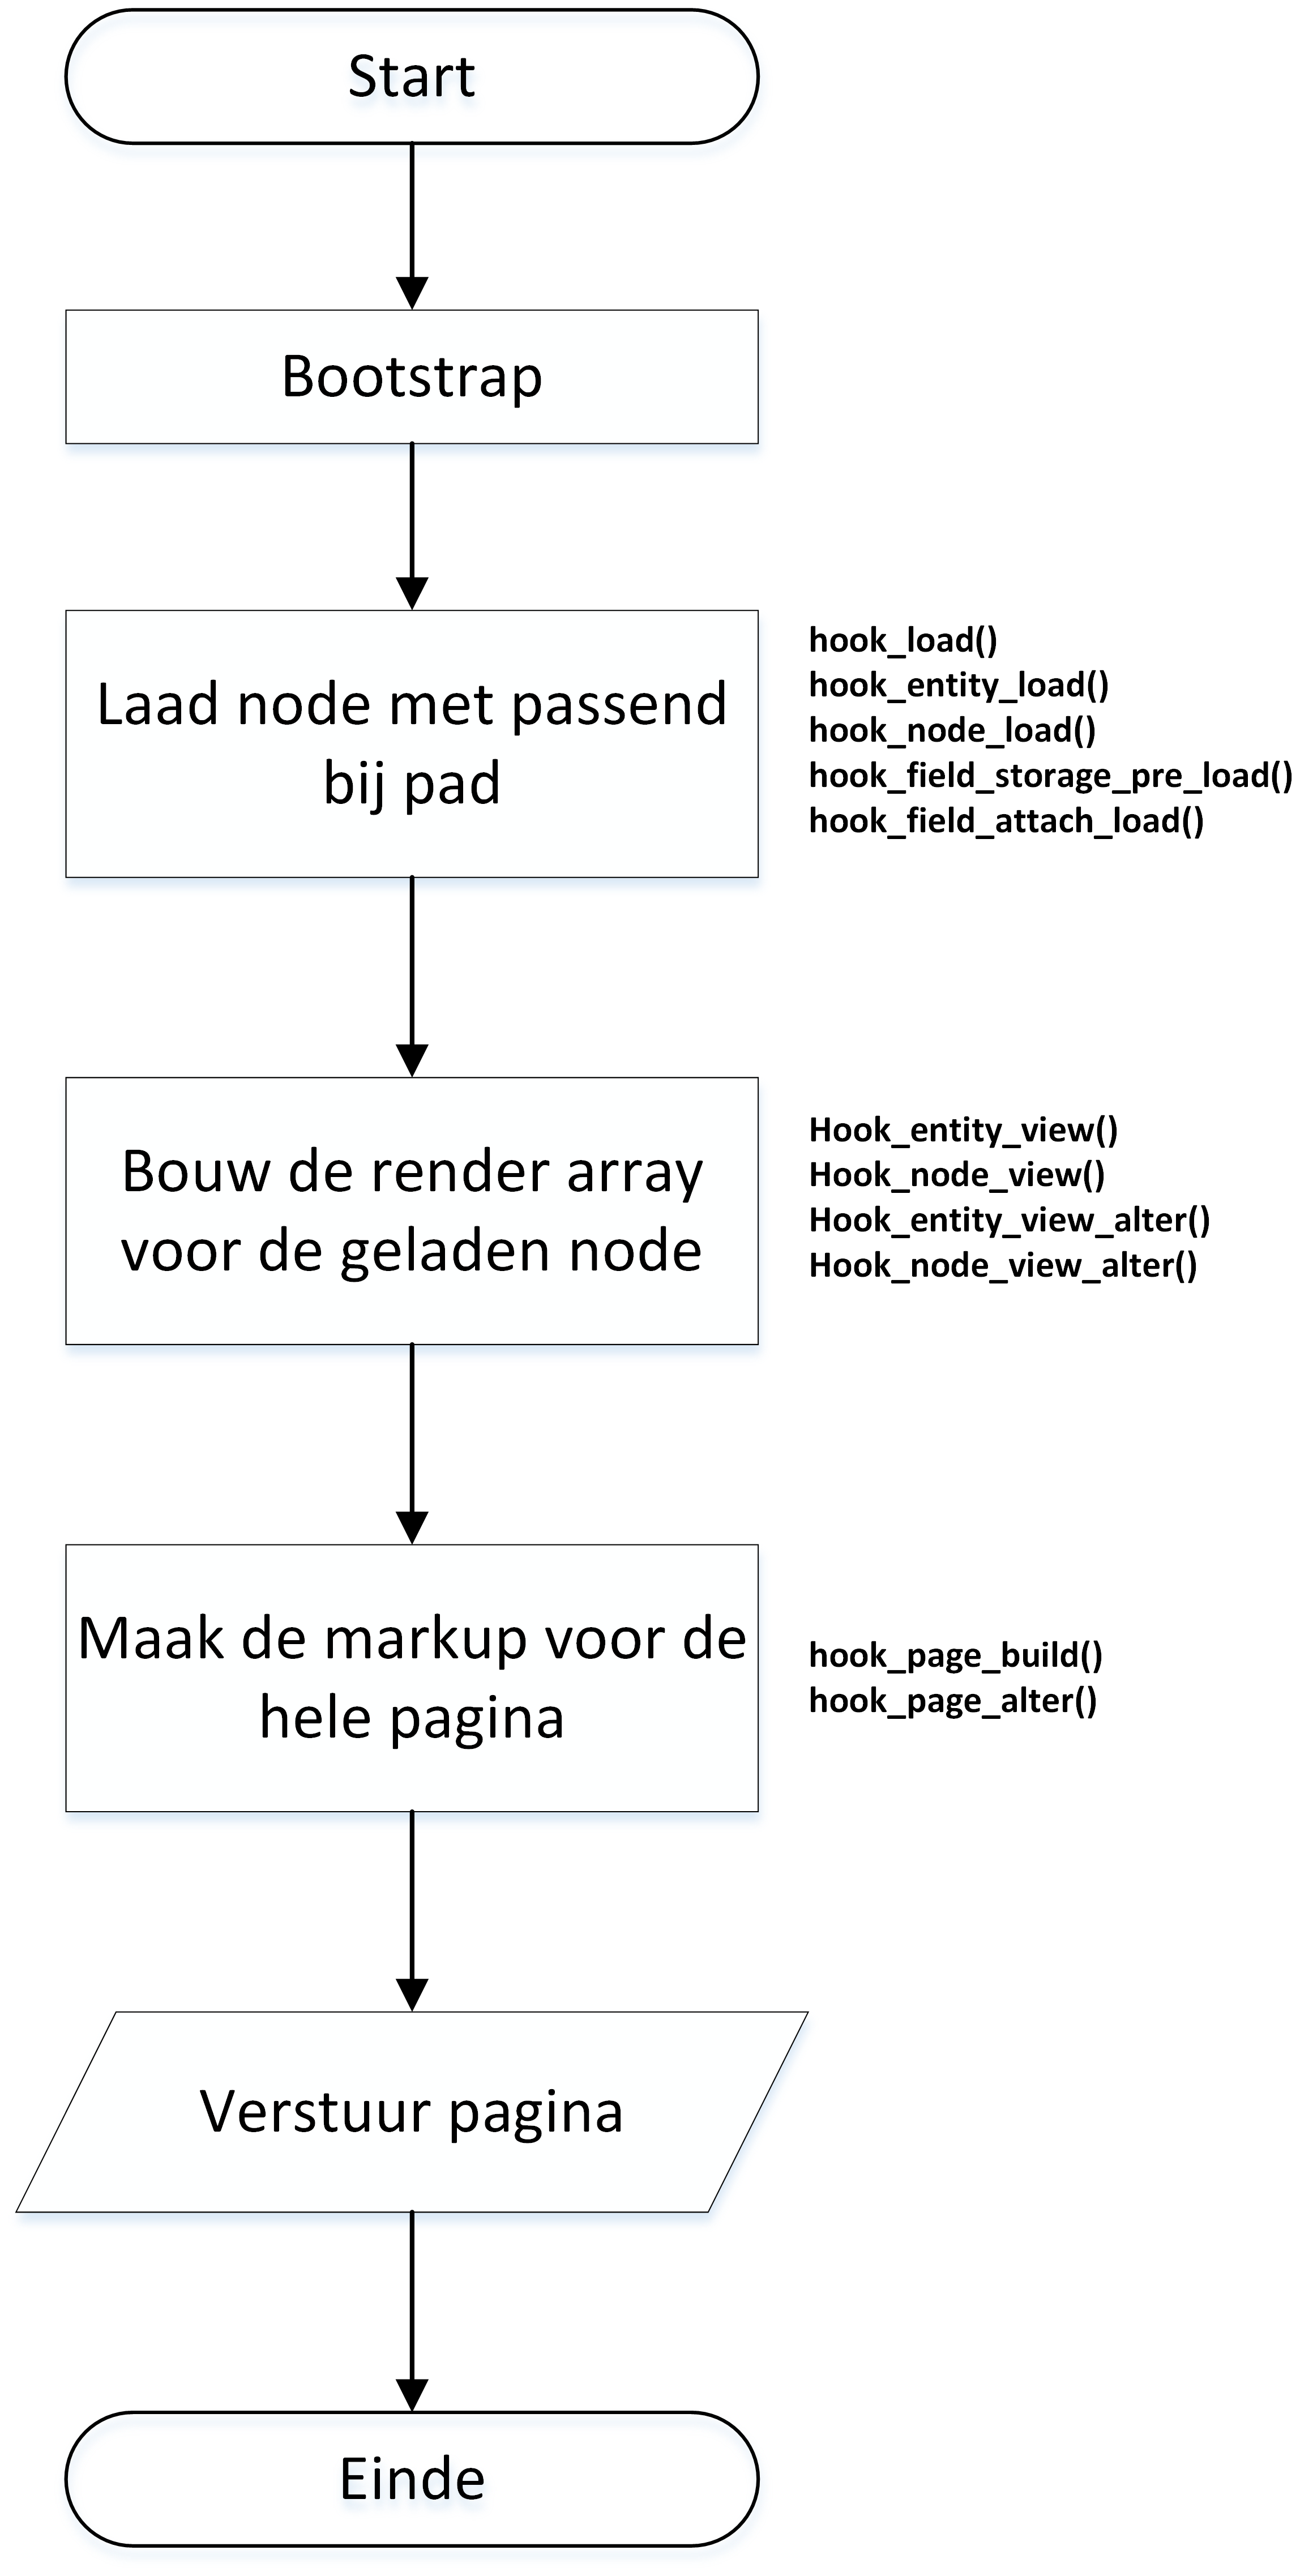 Start
Bootstrap
Laad node met passend
bij pad
hook_load()
hook_entity_load()
hook_node_load()
hook_field_storage_pre_load()
hook_field_attach_load()
Bouw de render array
voor de geladen node
Hook_entity_view()
Hook_node_view()
Hook_entity_view_alter()
Hook_node_view_alter()
Maak de markup voor de
hele pagina
hook_page_build()
hook_page_alter()
Verstuur pagina
Einde